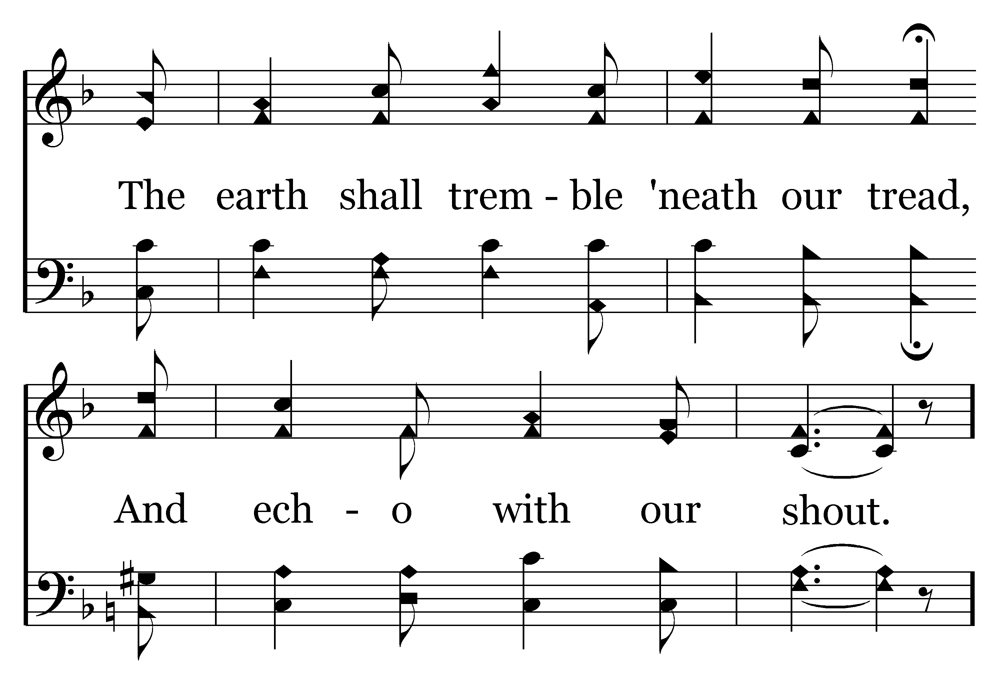 The earth shall trem - ble 'neath our tread,
And ech - o with our shout.